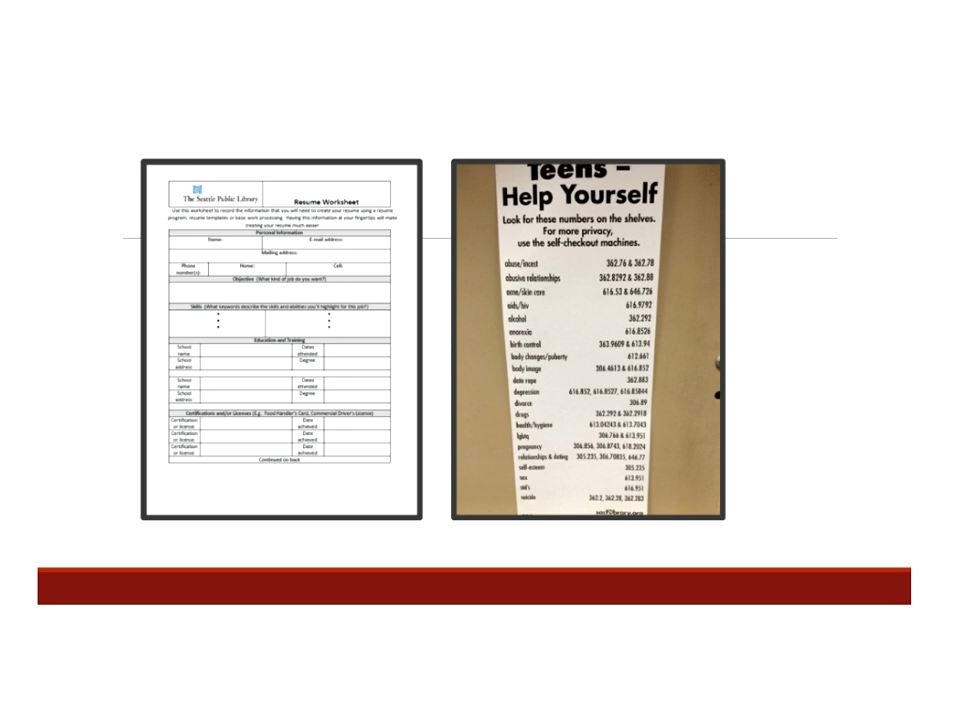 The Seattle Public Library
Resume Worksheet
Use this worksheet to record the information that you will need to create your resume using a resume
program, resume templates or basic word processing. Having this information at your fingertips will make
creating your resume much easier
Personal Information
Name: E-mail address:
Mailing address:
Phone Home: Cell:
number(s):
Objective (What kind of job do you want?)
Skills (What keywords describe the skills and abilities you'll highlight for this job?)
• •
• •
• •
Education and Training
School Dates
name attended
School Degree
address
School Dates
name attended
School Degree
address
Certifications and/or Licenses (E.g., Food Handler's Card, Commercial Driver's License)
Certification Date
or license achieved
Certification Date
or license achieved
Certification Date
or license achieved
Continued on back
Teens –
Help Yourself
Look for these numbers on the shelves.
For more privacy,
use the self-checkout machines.
abuse/incest 362.76 & 362.78
abusive relationships 362.8292 & 362.88
acne/skin care 616.53 & 646.726
aids/hiv 616.9792
alcohol 362.292
anorexia 616.8526
birth control 363.9609 & 613.94
body changes/puberty 612.661
body image 306.4613 & 616.852
date rape 362.883
depression 616.852, 616.8527, 616.85844
divorce 306.89
drugs 362.292 & 362.2918
health/hygiene 613.04243 & 613.7043
lgbtq 306.766 & 613.951
pregnancy 306.856, 306.8743, 618.2024
relationships & dating 305.235, 306.70835, 646.77
self-esteem 305.235
sex 613.951
std's 616.951
suicide 362.2, 362.28, 362.283